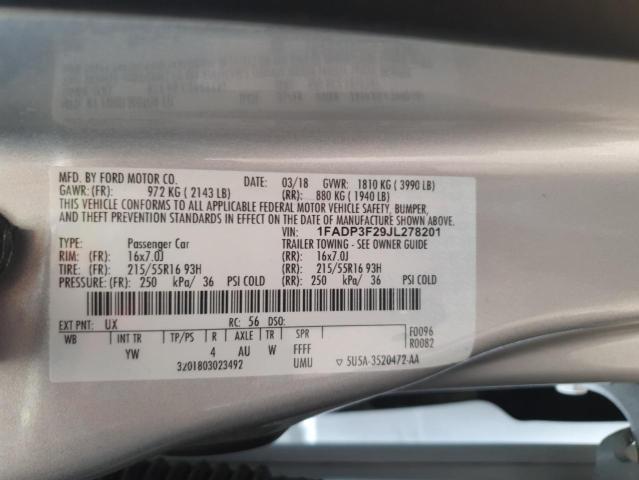 MFD. BY FORD MOTOR CO. DATE: 03/18 GVWR: 1810 KG ( 3990 LB)
GAWR: (FR): 972 KG ( 2143 LB) (RR): 880 KG ( 1940 LB)
THIS VEHICLE CONFORMS TO ALL APPLICABLE FEDERAL MOTOR VEHICLE SAFETY, BUMPER,
AND THEFT PREVENTION STANDARDS IN EFFECT ON THE DATE OF MANUFACTURE SHOWN ABOVE.
VIN: 1FADP3F29JL278201
TYPE: Passenger Car TRAILER TOWING - SEE OWNER GUIDE
RIM: (FR): 16x7.0J (RR): 16x7.0J
TIRE: (FR): 215/55R16 93H (RR): 215/55R16 93H
PRESSURE: (FR): 250 kPa/ 36 PSI COLD (RR): 250 kPa/ 36 PSI COLD
EXT PNT: UX RC: 56 DSO:
WB INT TR TP/PS R AXLE TR SPR F0096
R0082
YW 4 AU W FFFF
3z01803023492 UMU 5U5A-3520472-AA